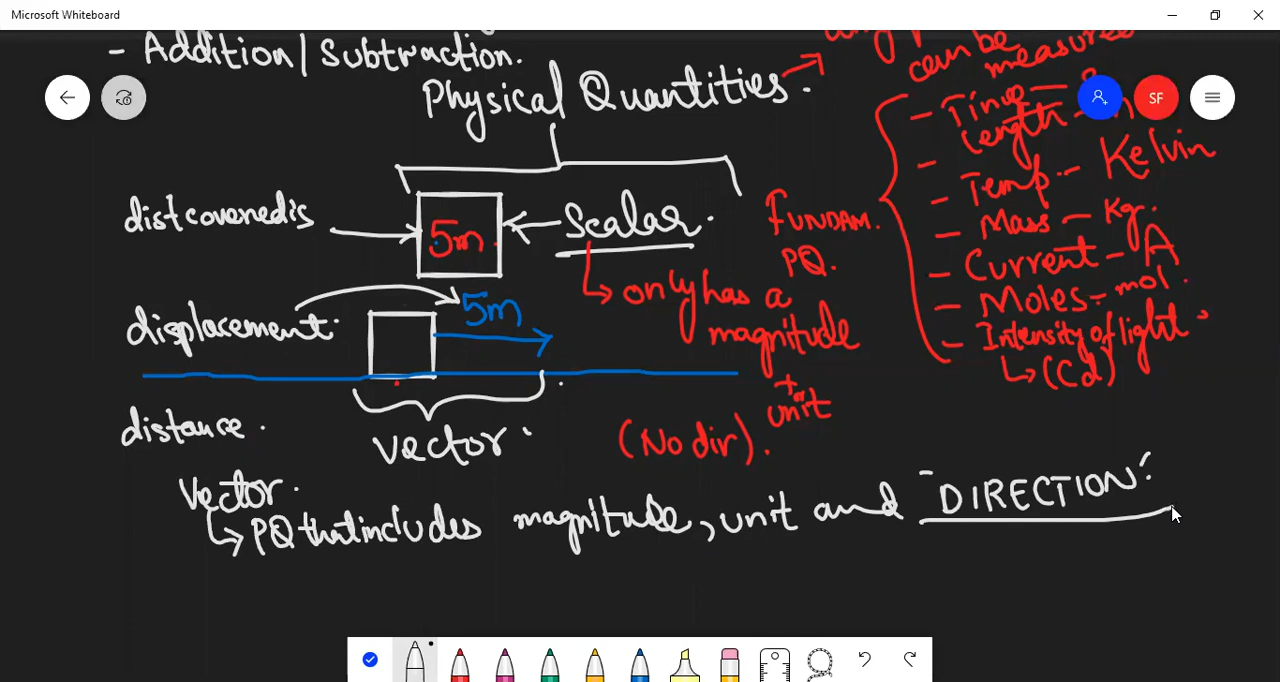 Microsoft Whiteboard
- Addition/Subtraction.
can be
measured
Physical Quantities.
SF
- Time -
- Length - m
- Temp - Kelvin
- Mass - Kg.
- Current - A
- Moles - mol.
- Intensity of light
↳ (Cd)
FUNDAM.
PQ.
dist covered is
5m
Scalar.
↳ only has a
magnitude
+
unit
(No dir).
displacement.
5m
distance.
vector.
vector.
↳ PQ that includes magnitude, unit and "DIRECTION".